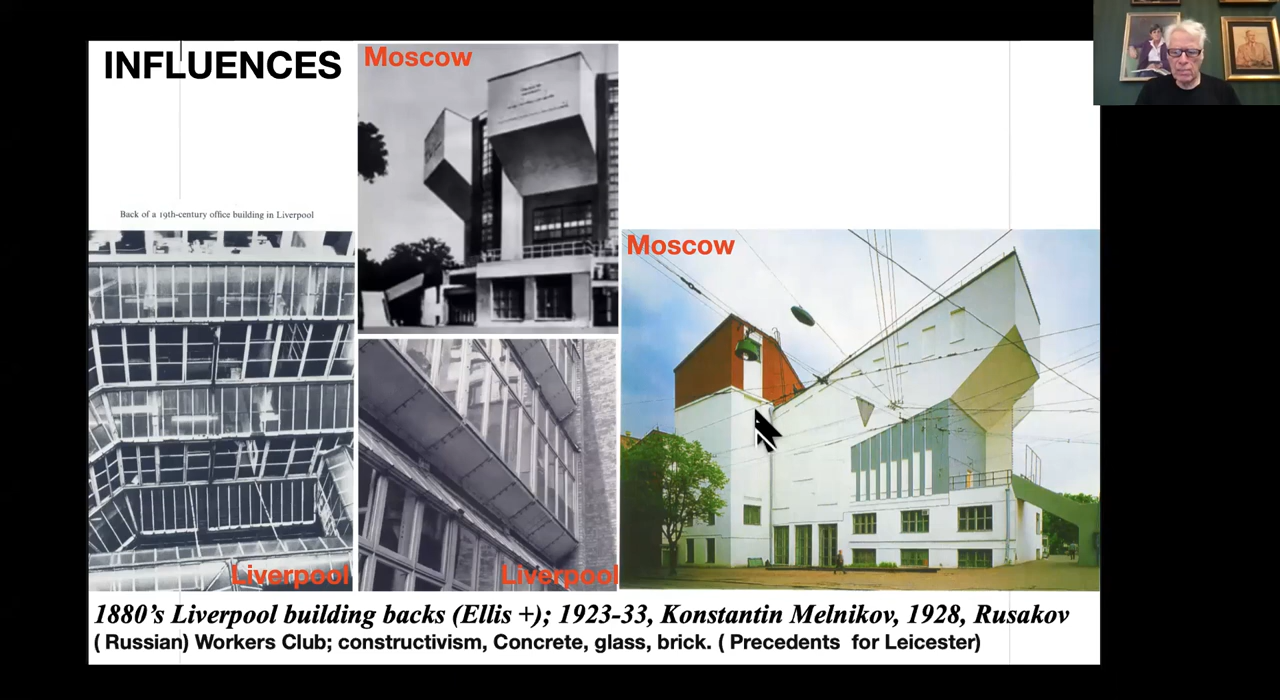 INFLUENCES
Moscow
Back of a 19th-century office building in Liverpool
Moscow
Liverpool
Liverpool
1880's Liverpool building backs (Ellis +); 1923-33, Konstantin Melnikov, 1928, Rusakov
( Russian) Workers Club; constructivism, Concrete, glass, brick. ( Precedents for Leicester)